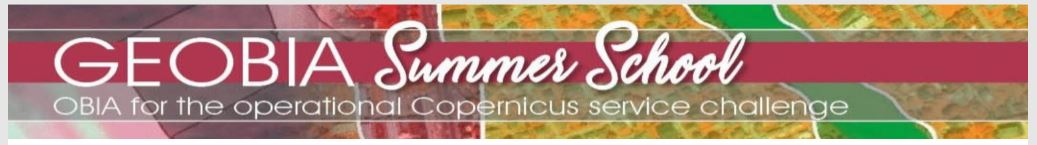 GEOBIA Summer School
OBIA for the operational Copernicus service challenge